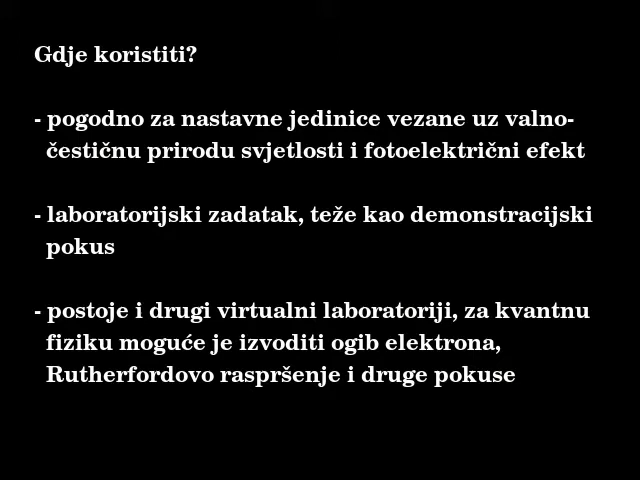 Gdje koristiti?
- pogodno za nastavne jedinice vezane uz valno-
čestičnu prirodu svjetlosti i fotoelektrični efekt
- laboratorijski zadatak, teže kao demonstracijski
pokus
- postoje i drugi virtualni laboratoriji, za kvantnu
fiziku moguće je izvoditi ogib elektrona,
Rutherfordovo raspršenje i druge pokuse